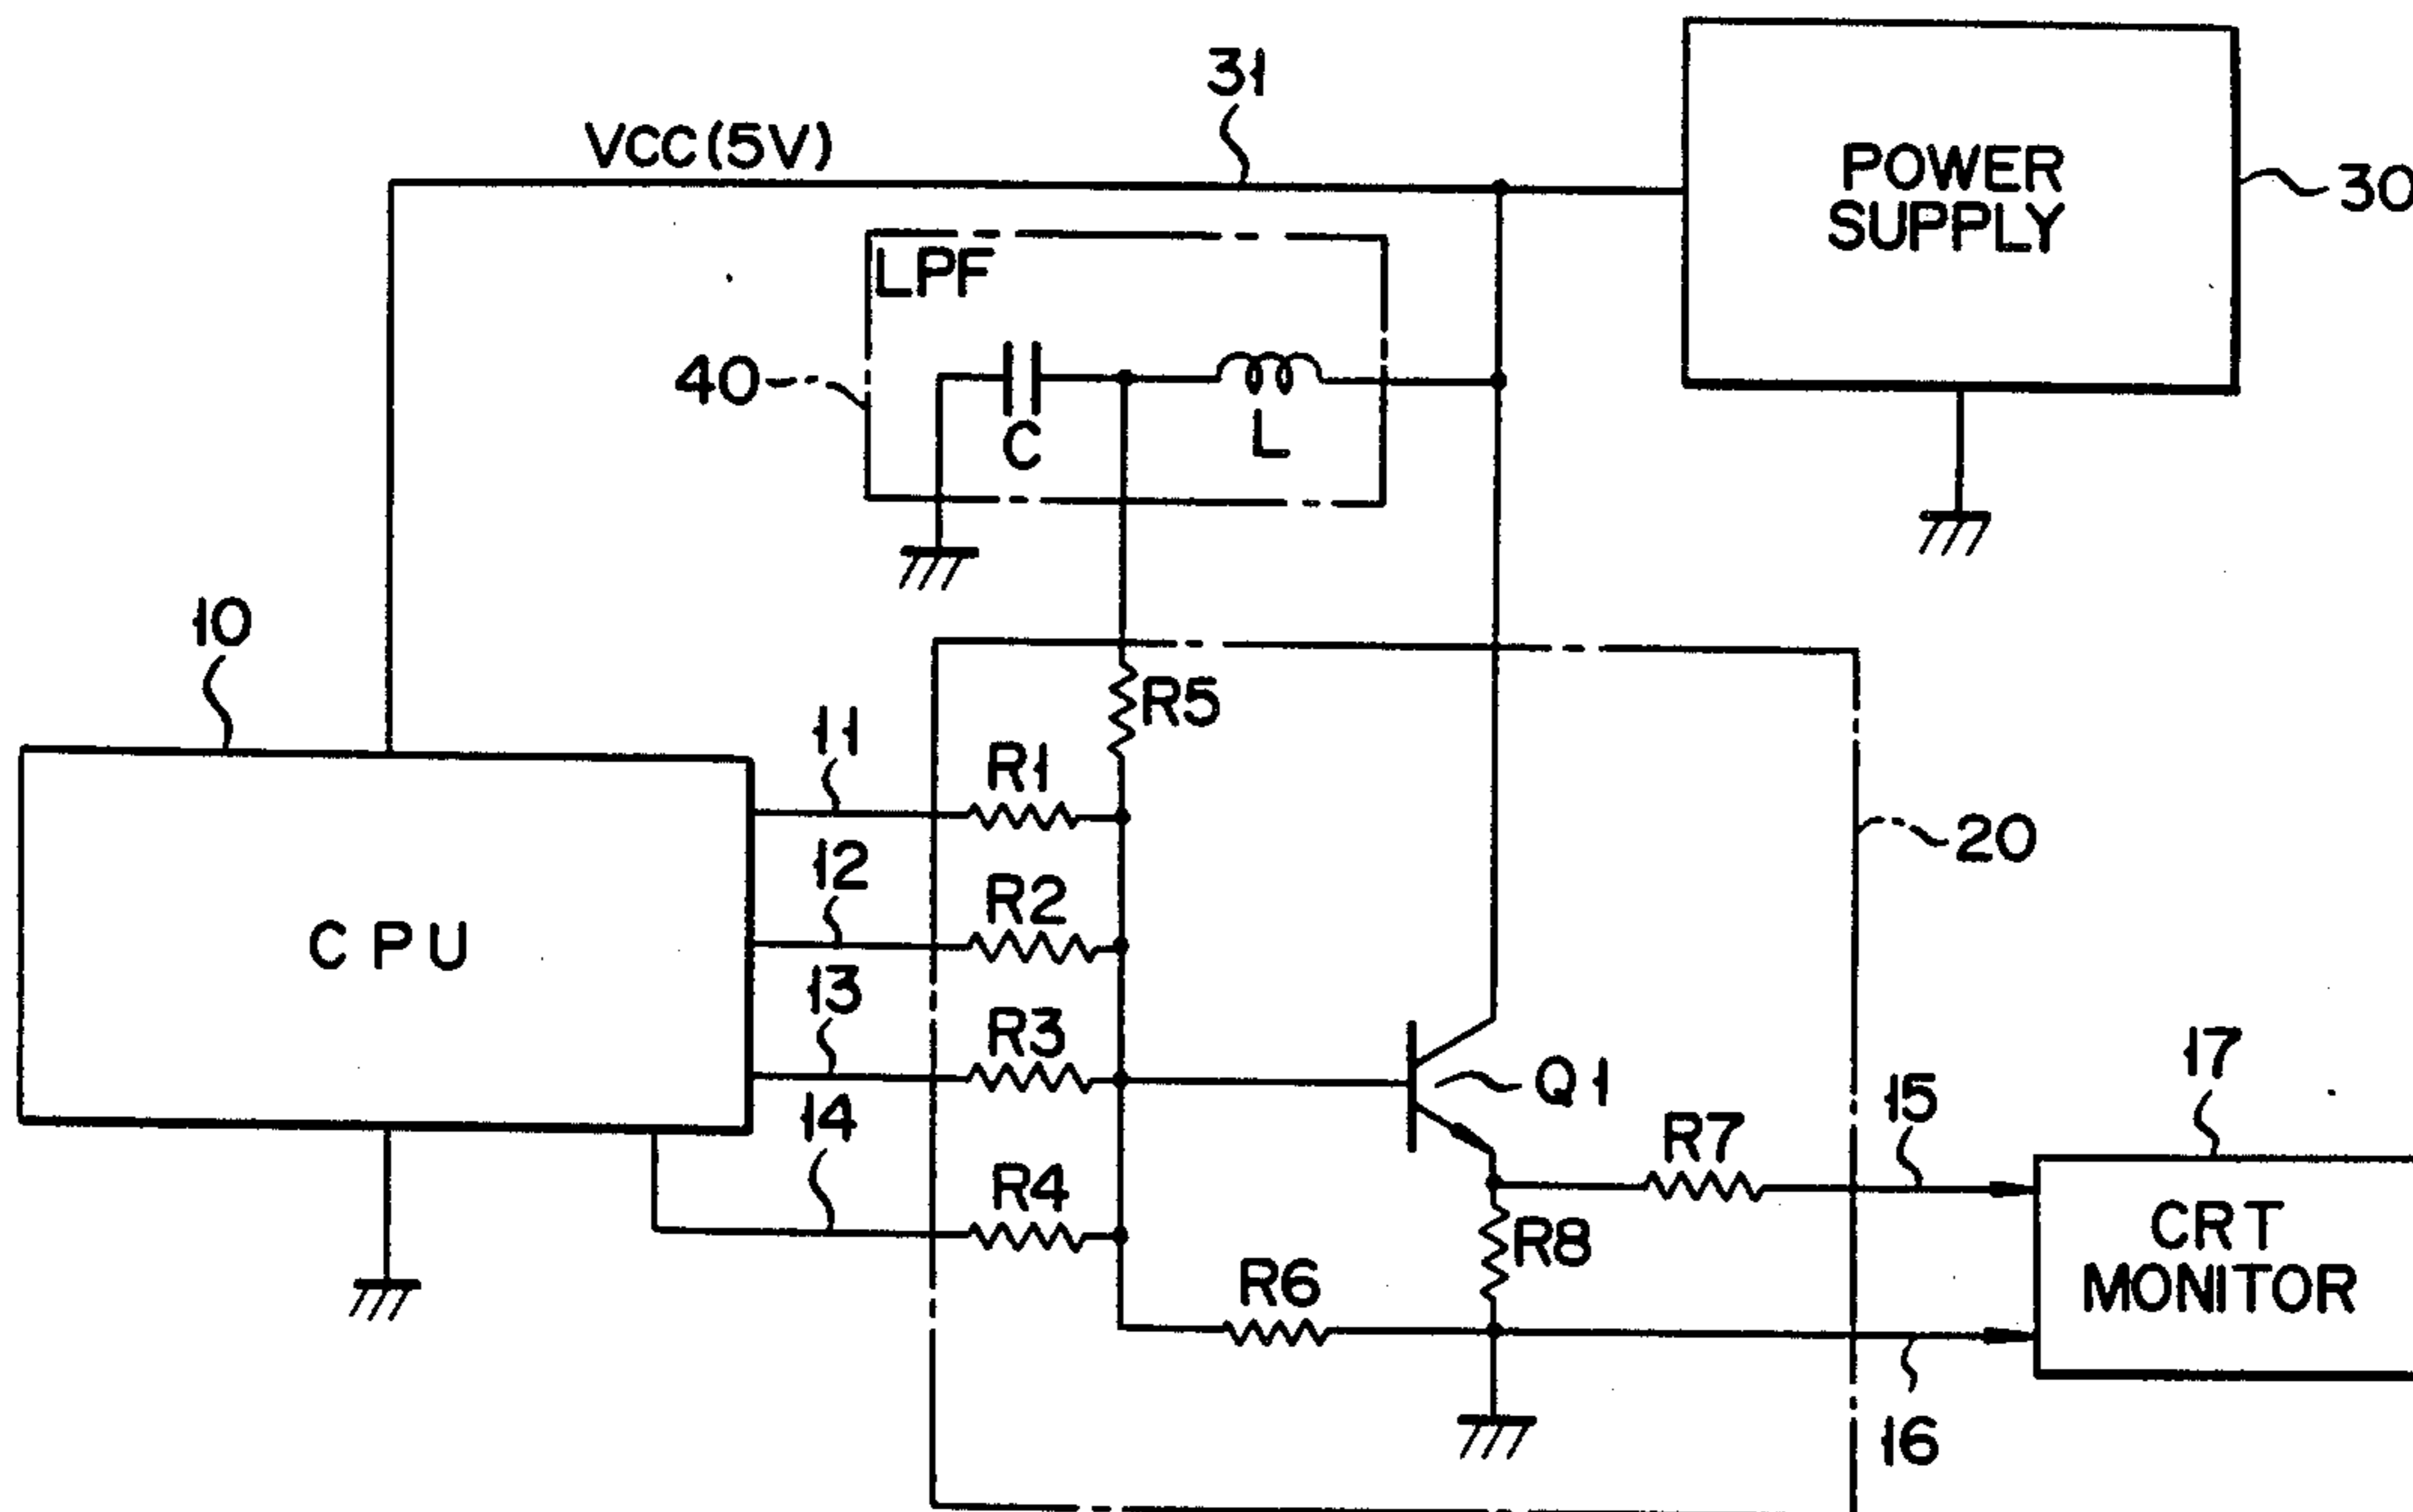 31
VCC(5V)
POWER
SUPPLY
30
LPF
40
C
L
10
R5
11
R1
12
R2
20
CPU
13
R3
17
14
Q1
15
R7
R4
R8
CRT
MONITOR
R6
16